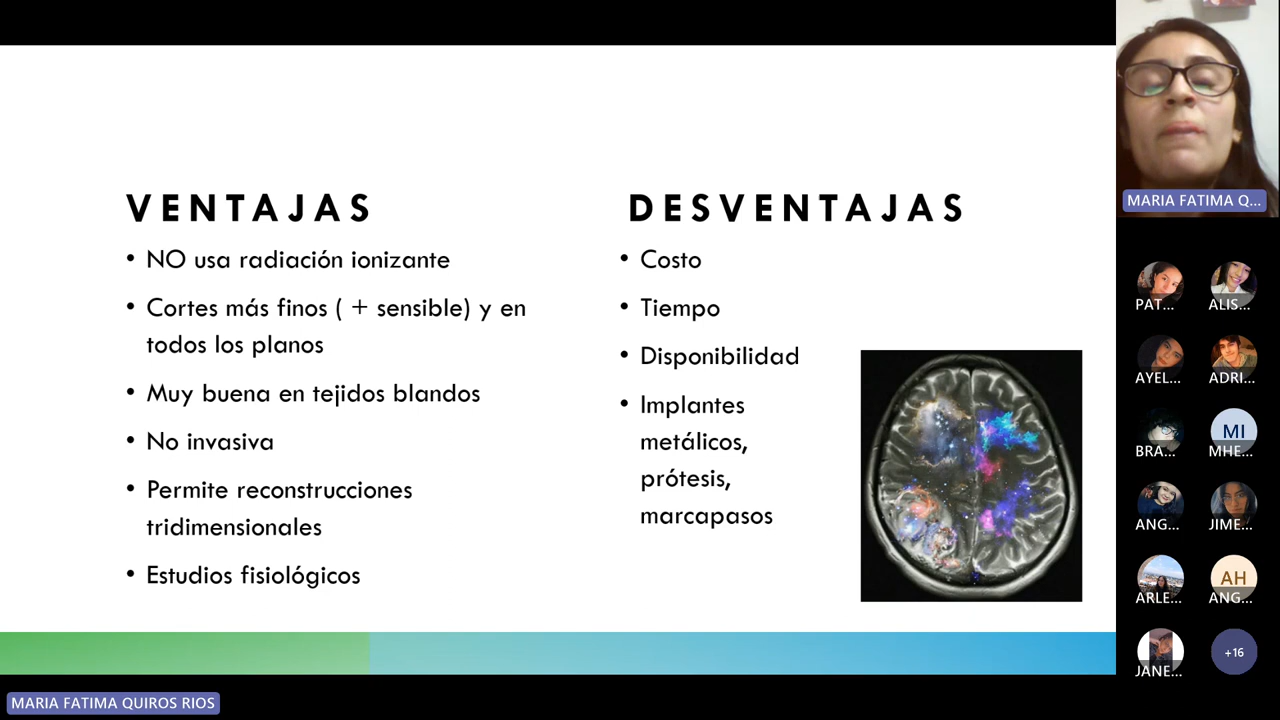 VENTAJAS
• NO usa radiación ionizante
• Cortes más finos ( + sensible) y en
todos los planos
• Muy buena en tejidos blandos
• No invasiva
• Permite reconstrucciones
tridimensionales
• Estudios fisiológicos
DESVENTAJAS
• Costo
• Tiempo
• Disponibilidad
• Implantes
metálicos,
prótesis,
marcapasos
MARIA FATIMA Q...
PAT...
ALIS...
AYEL...
ADRI...
BRA...
MI
MHE...
ANG...
JIME...
ARLE...
AH
ANG...
JANE...
+16
MARIA FATIMA QUIROS RIOS